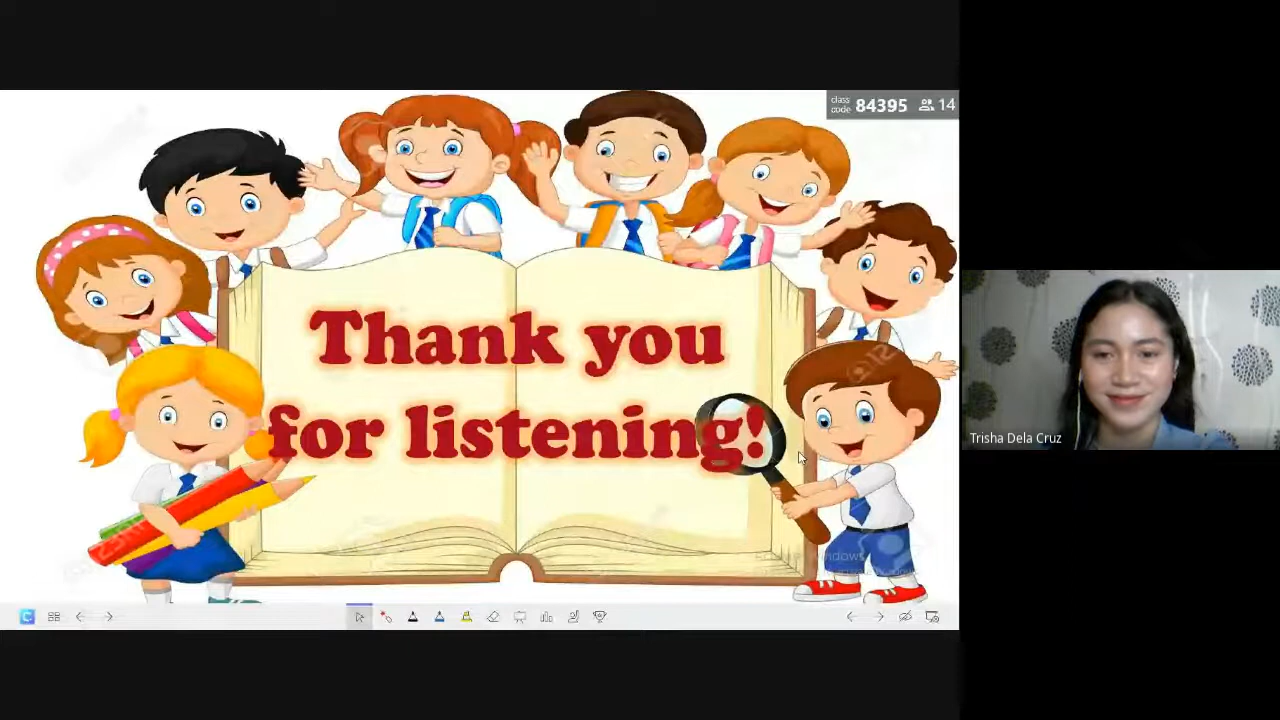 class
code 84395 14
Thank you
for listening!
Trisha Dela Cruz